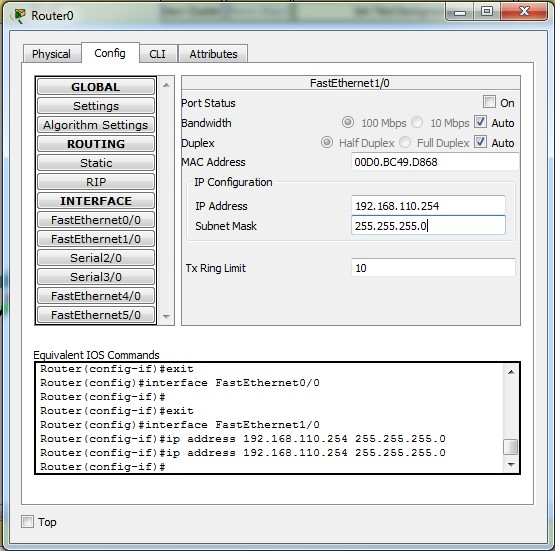 Router0
Physical Config CLI Attributes
GLOBAL
Settings
Algorithm Settings
ROUTING
Static
RIP
INTERFACE
FastEthernet0/0
FastEthernet1/0
Serial2/0
Serial3/0
FastEthernet4/0
FastEthernet5/0
FastEthernet1/0
Port Status On
Bandwidth 100 Mbps 10 Mbps Auto
Duplex Half Duplex Full Duplex Auto
MAC Address 00D0.BC49.D868
IP Configuration
IP Address 192.168.110.254
Subnet Mask 255.255.255.0
Tx Ring Limit 10
Equivalent IOS Commands
Router(config-if)#exit
Router(config)#interface FastEthernet0/0
Router(config-if)#
Router(config-if)#exit
Router(config)#interface FastEthernet1/0
Router(config-if)#ip address 192.168.110.254 255.255.255.0
Router(config-if)#ip address 192.168.110.254 255.255.255.0
Router(config-if)#
Top